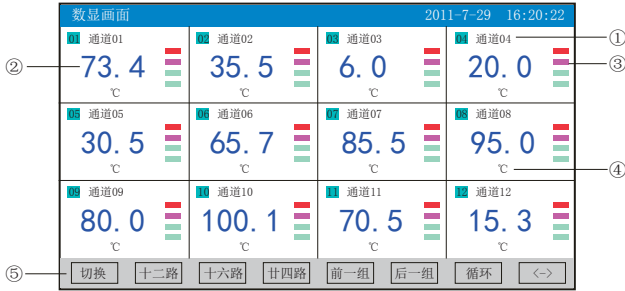 数显画面 2011-7-29 16:20:22
01 通道01 02 通道02 03 通道03 04 通道04 ①
② 73.4 35.5 6.0 20.0 ③
℃ ℃ ℃ ℃
05 通道05 06 通道06 07 通道07 08 通道08
30.5 65.7 85.5 95.0
℃ ℃ ℃ ℃ ④
09 通道09 10 通道10 11 通道11 12 通道12
80.0 100.1 70.5 15.3
℃ ℃ ℃ ℃
⑤ 切换 十二路 十六路 廿四路 前一组 后一组 循环 <->